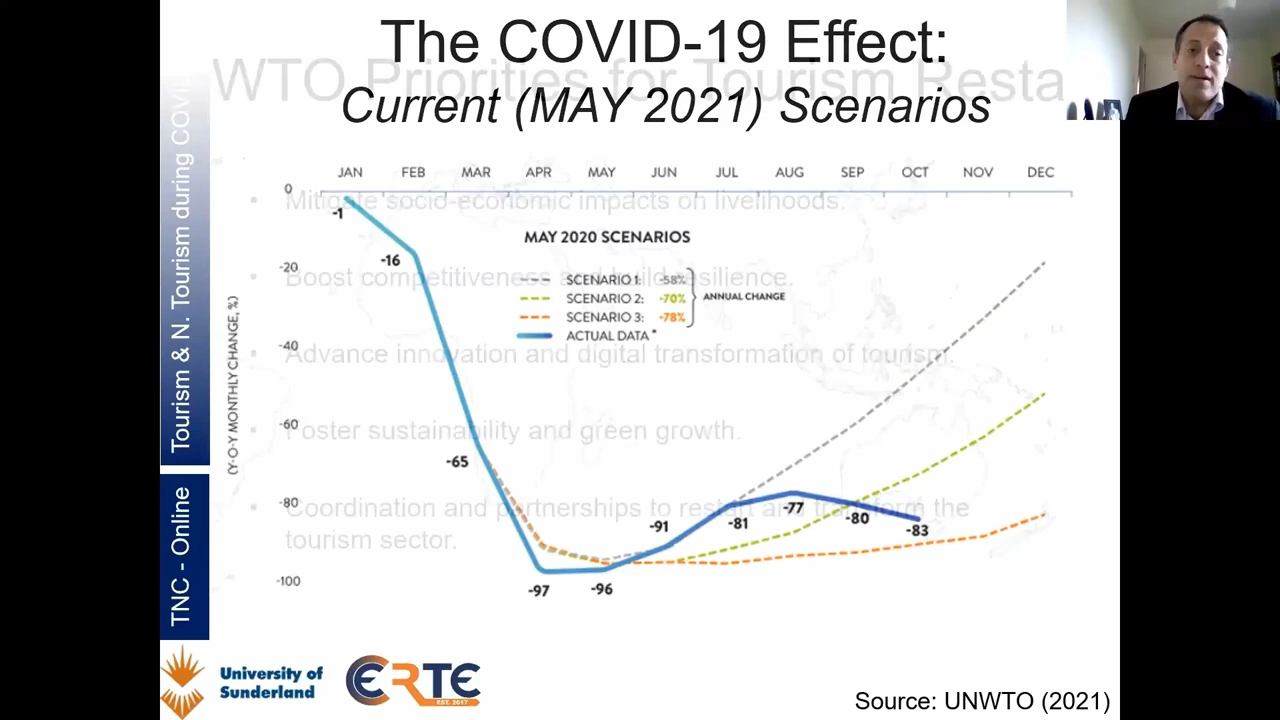 The COVID-19 Effect:
WTO Priorities for Tourism Resta
Current (MAY 2021) Scenarios
JAN FEB MAR APR MAY JUN JUL AUG SEP OCT NOV DEC
0
-20
-40
-60
-80
-100
(Y-O-Y MONTHLY CHANGE, %)
-1
-16
-65
-97
-96
-91
-81
-77
-80
-83
MAY 2020 SCENARIOS
SCENARIO 1: -58%
SCENARIO 2: -70%
SCENARIO 3: -78%
ANNUAL CHANGE
ACTUAL DATA *
• Mitigate socio-economic impacts on livelihoods.
• Boost competitiveness and build resilience.
• Advance innovation and digital transformation of tourism.
• Foster sustainability and green growth.
• Coordination and partnerships to restart and transform the
tourism sector.
Tourism & N. Tourism during COVI
TNC - Online
University of
Sunderland
CRTE
EST. 2017
Source: UNWTO (2021)